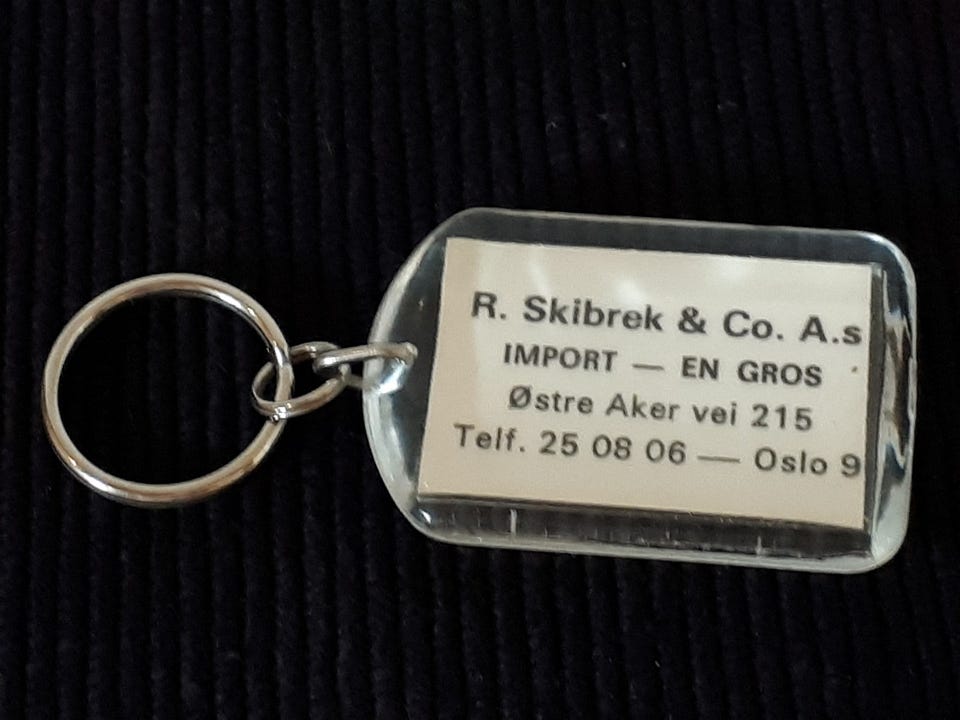 R. Skibrek & Co. A.s
IMPORT — EN GROS
Østre Aker vei 215
Telf. 25 08 06 — Oslo 9